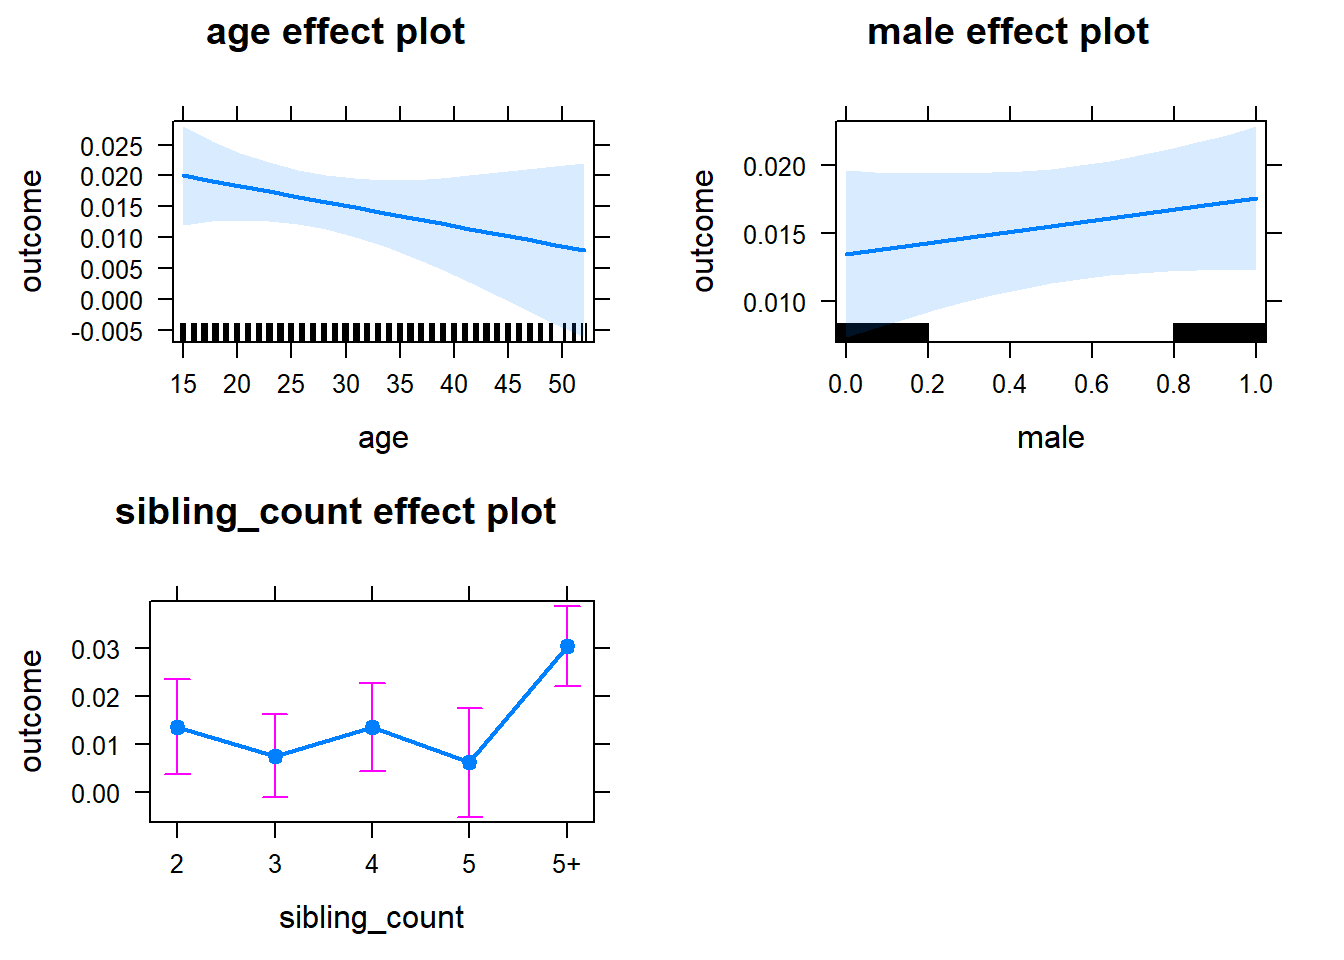 age effect plot
outcome
0.025
0.020
0.015
0.010
0.005
0.000
-0.005
15 20 25 30 35 40 45 50
age
male effect plot
outcome
0.020
0.015
0.010
0.0 0.2 0.4 0.6 0.8 1.0
male
sibling_count effect plot
outcome
0.03
0.02
0.01
0.00
2 3 4 5 5+
sibling_count